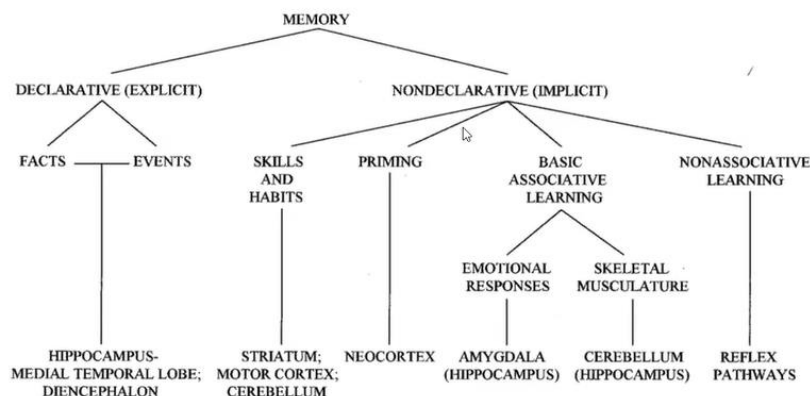 MEMORY
DECLARATIVE (EXPLICIT)
NONDECLARATIVE (IMPLICIT)
FACTS
EVENTS
SKILLS
AND
HABITS
PRIMING
BASIC
ASSOCIATIVE
LEARNING
NONASSOCIATIVE
LEARNING
EMOTIONAL
RESPONSES
SKELETAL
MUSCULATURE
HIPPOCAMPUS-
MEDIAL TEMPORAL LOBE;
DIENCEPHALON
STRIATUM;
MOTOR CORTEX;
CEREBELLUM
NEOCORTEX
AMYGDALA
(HIPPOCAMPUS)
CEREBELLUM
(HIPPOCAMPUS)
REFLEX
PATHWAYS